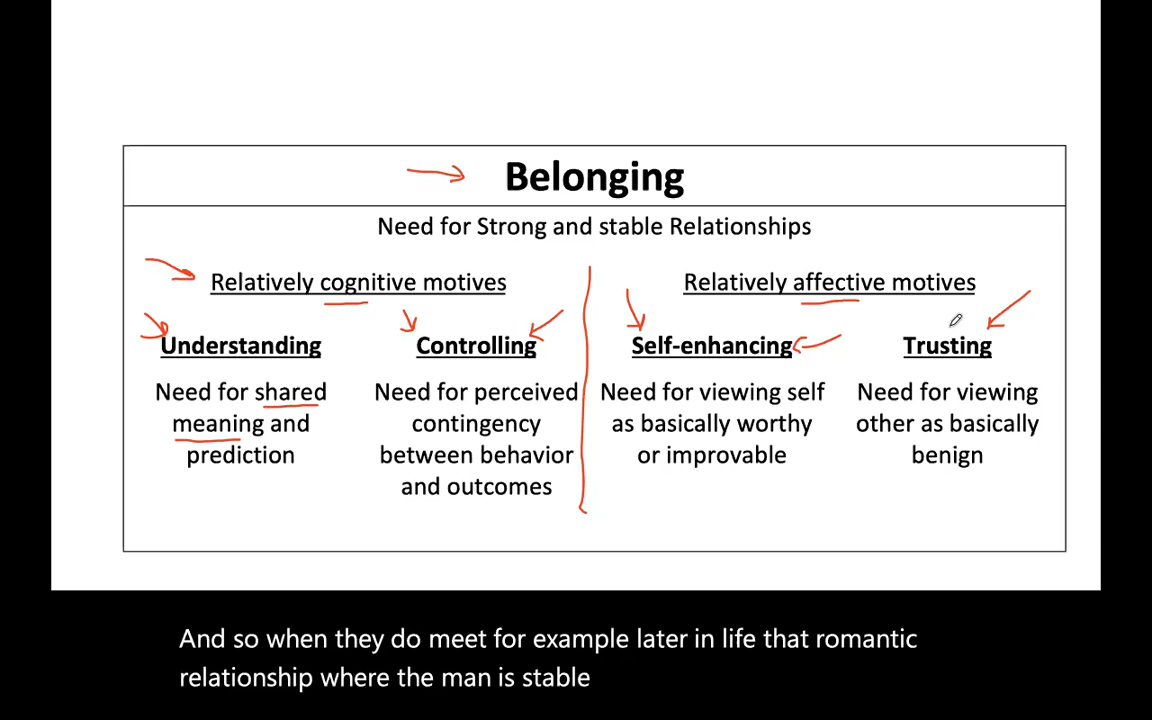 Belonging
Need for Strong and stable Relationships
Relatively cognitive motives
Relatively affective motives
Understanding
Need for shared
meaning and
prediction
Controlling
Need for perceived
contingency
between behavior
and outcomes
Self-enhancing
Need for viewing self
as basically worthy
or improvable
Trusting
Need for viewing
other as basically
benign
And so when they do meet for example later in life that romantic
relationship where the man is stable